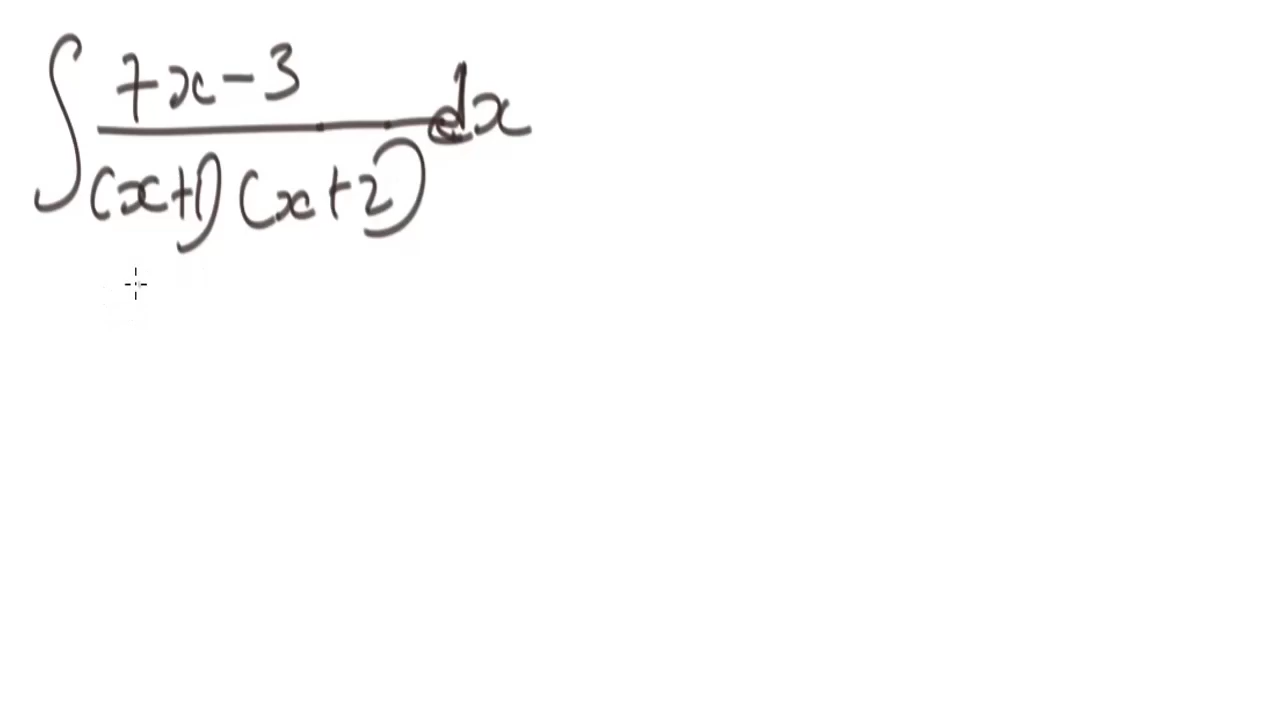 ∫ 7x-3 / (x+1)(x+2) dx